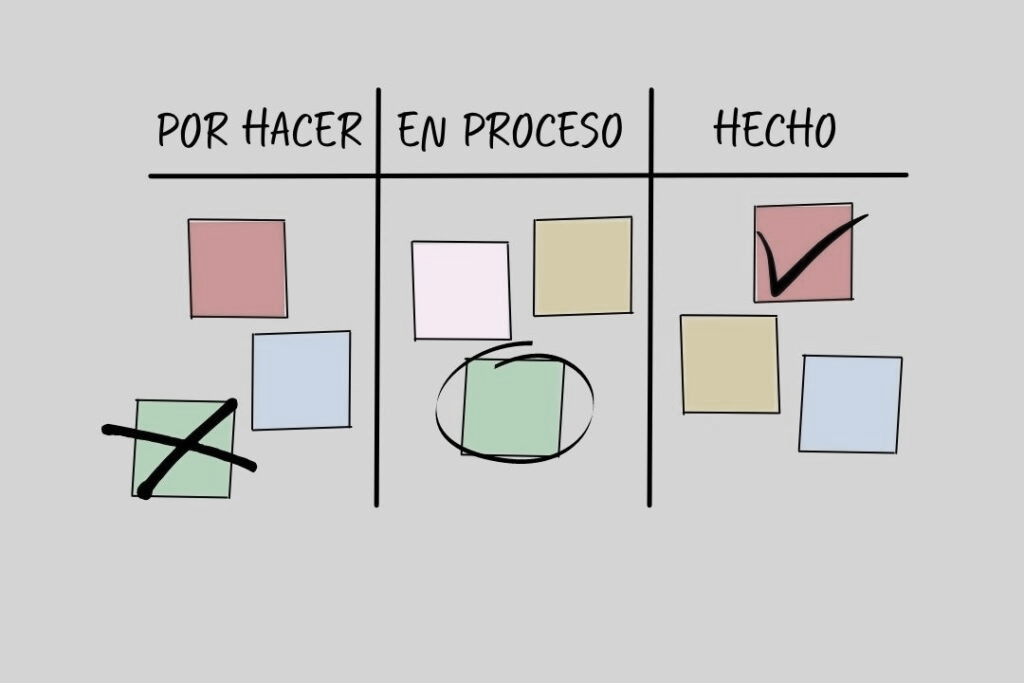 POR HACER EN PROCESO HECHO